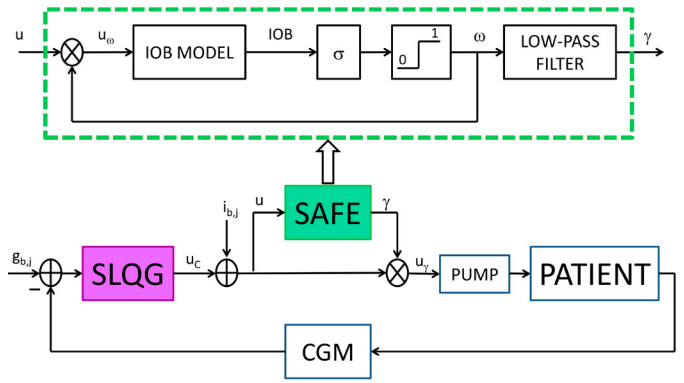 u
u_ω
IOB MODEL
IOB
σ
0
1
ω
LOW-PASS
FILTER
γ
SAFE
u
γ
i_b,j
g_b,j
−
SLQG
u_C
u_γ
PUMP
PATIENT
CGM